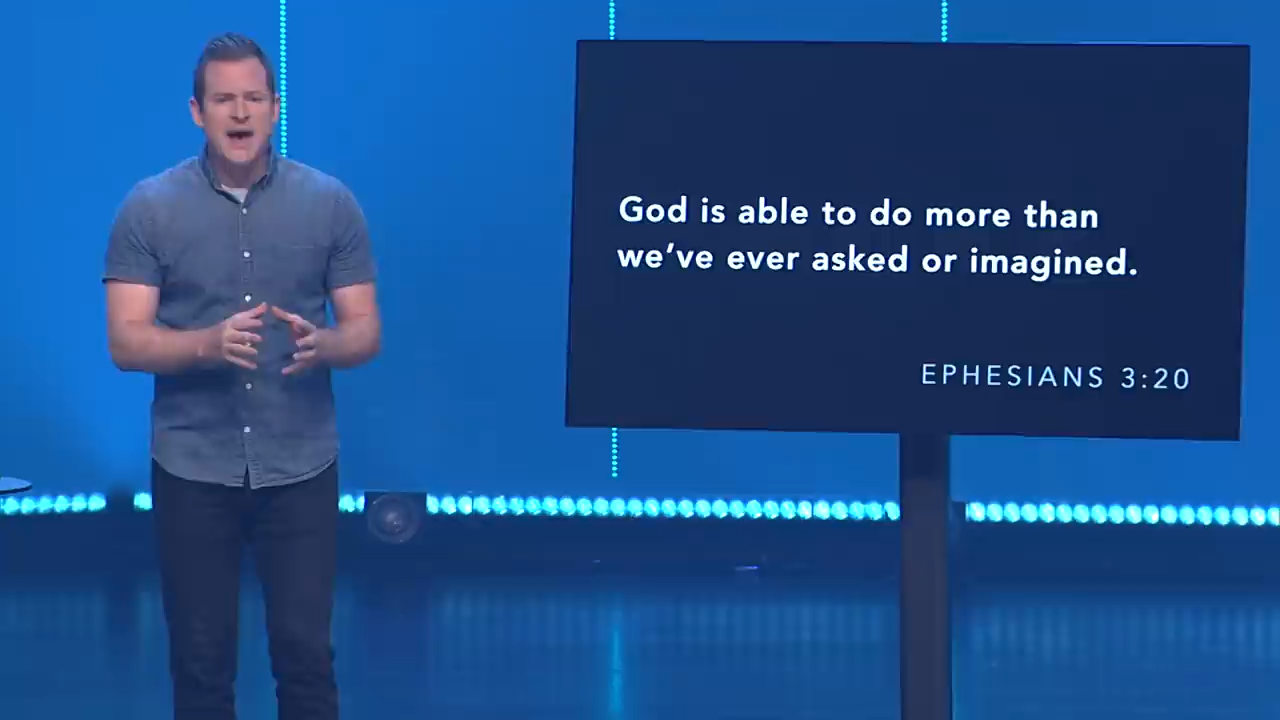 God is able to do more than
we’ve ever asked or imagined.
EPHESIANS 3:20